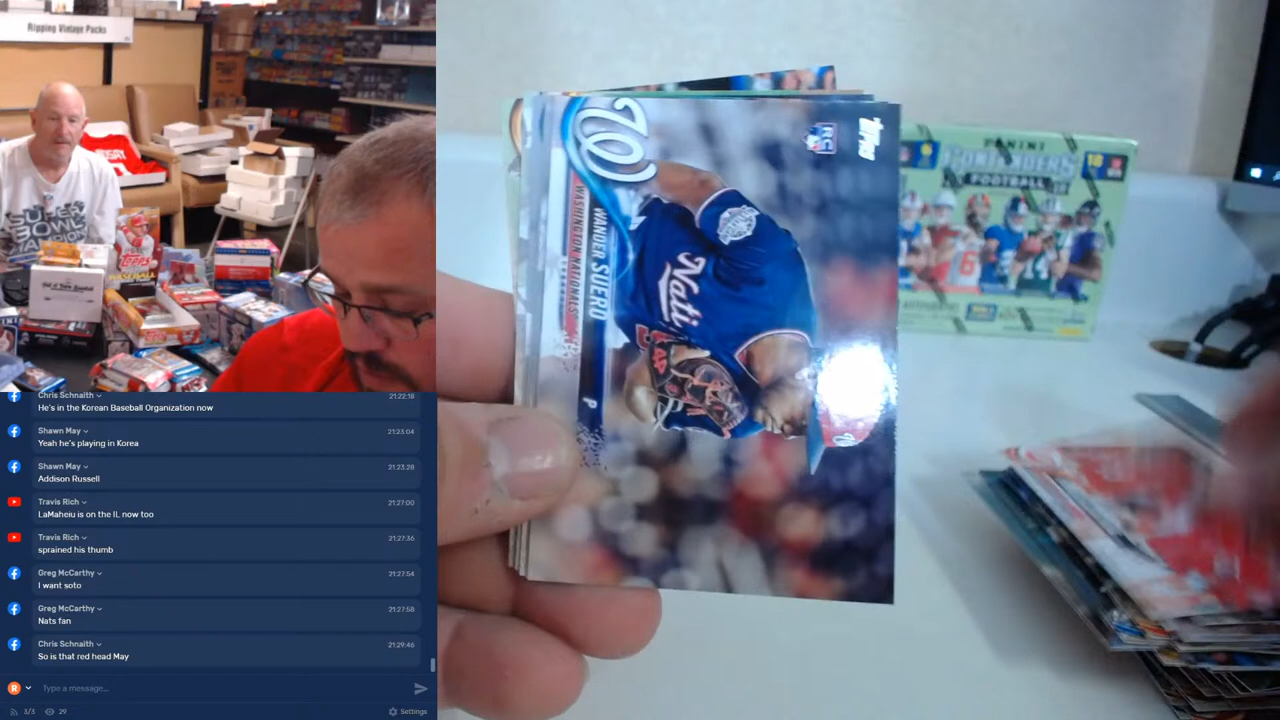 Ripping Vintage Packs
SUPER
BOWL
topps
RC
topps
W
WANDER SUERO
WASHINGTON NATIONALS
P
Nati
PANINI
CONTENDERS
FOOTBALL
18
Chris Schnaith
21:22:18
He's in the Korean Baseball Organization now
Shawn May
21:23:04
Yeah he's playing in Korea
Shawn May
21:23:28
Addison Russell
Travis Rich
21:27:00
LaMaheiu is on the IL now too
Travis Rich
21:27:36
sprained his thumb
Greg McCarthy
21:27:54
I want soto
Greg McCarthy
21:27:58
Nats fan
Chris Schnaith
21:29:46
So is that red head May
R
Type a message...
3/3
29
Settings